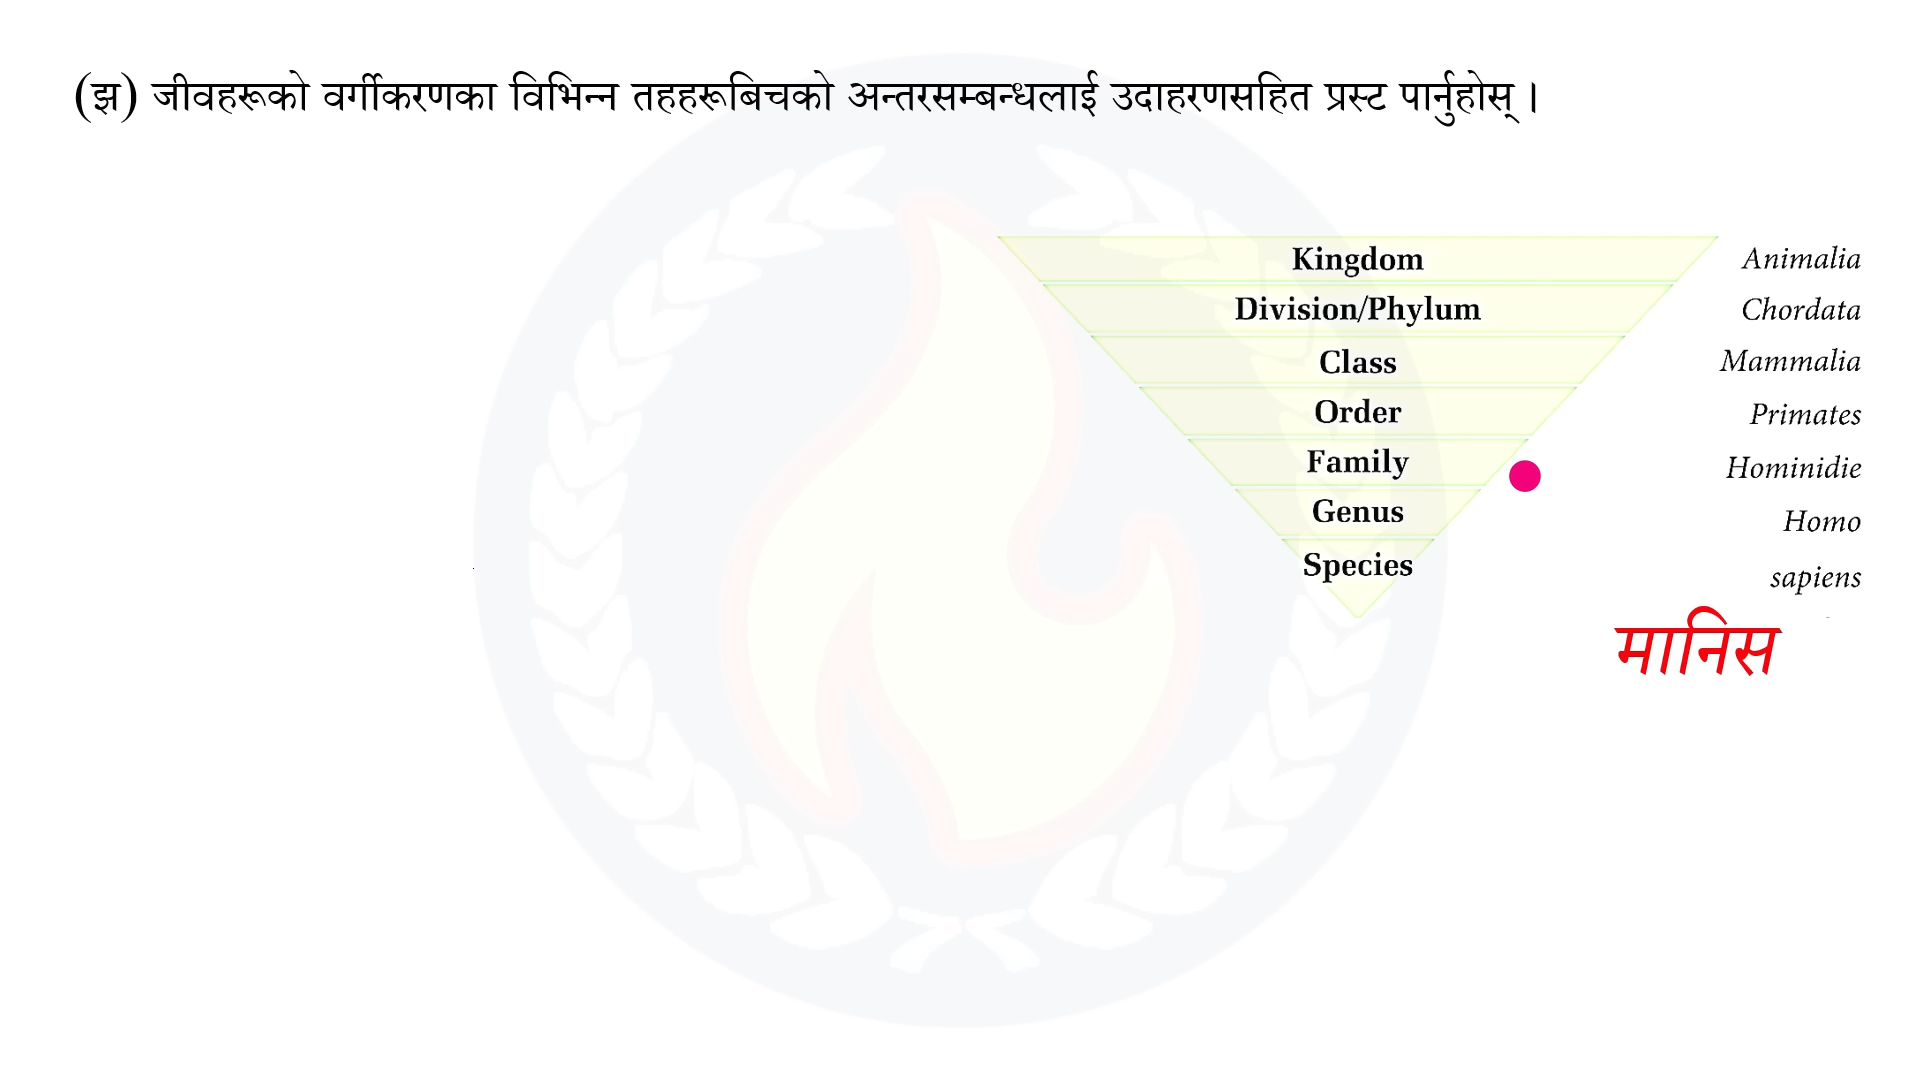 (झ) जीवहरूको वर्गीकरणका विभिन्न तहहरूबिचको अन्तरसम्बन्धलाई उदाहरणसहित प्रस्ट पार्नुहोस् ।
Kingdom Animalia
Division/Phylum Chordata
Class Mammalia
Order Primates
Family Hominidie
Genus Homo
Species sapiens
मानिस